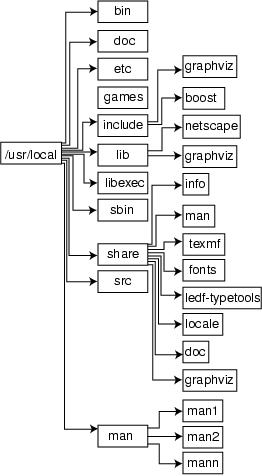 bin
doc
etc
graphviz
games
boost
include
netscape
/usr/local
lib
graphviz
libexec
info
sbin
man
texmf
share
fonts
src
ledf-typetools
locale
doc
graphviz
man1
man
man2
mann